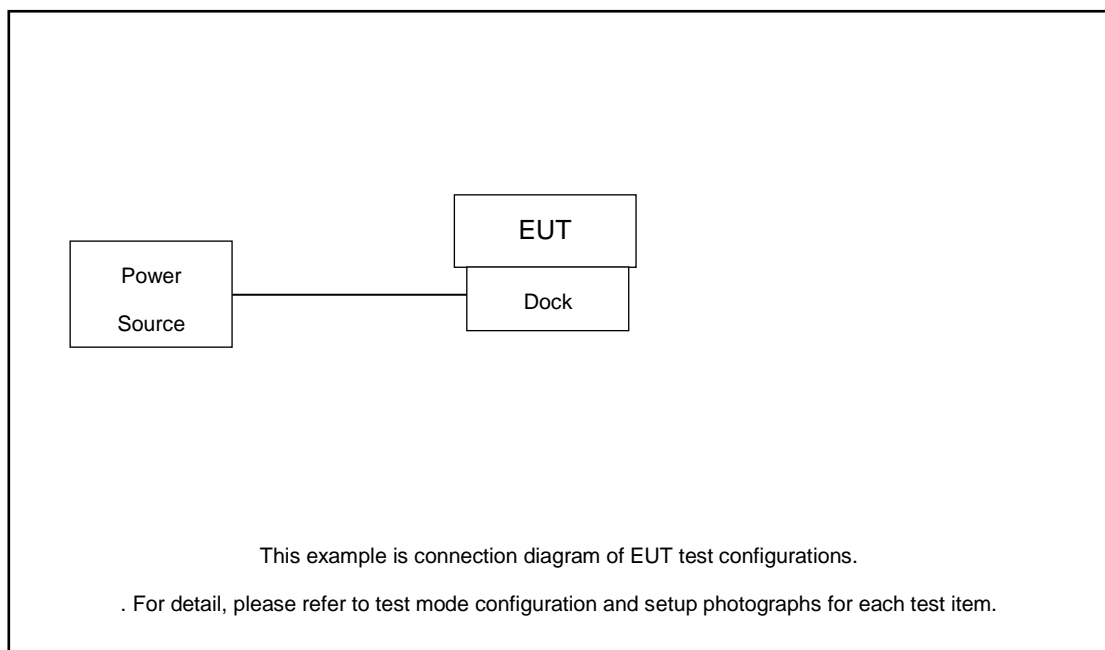 EUT
Power
Source
Dock
This example is connection diagram of EUT test configurations.
. For detail, please refer to test mode configuration and setup photographs for each test item.